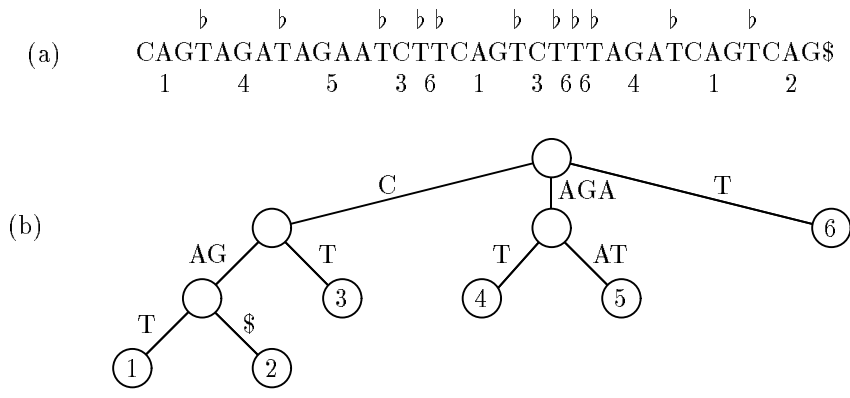 ♭ ♭ ♭ ♭ ♭ ♭ ♭ ♭ ♭ ♭ ♭
(a) CAGTAGATAGAATCTTCAGTCTTTAGATCAGTCAG$
1 4 5 3 6 1 3 6 6 4 1 2
C AGA T
(b) 6
AG T T AT
3 4 5
T $
1 2